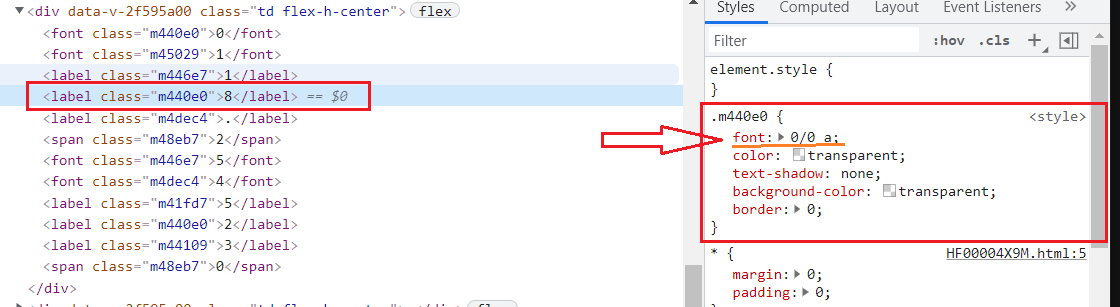 ▼<div data-v-2f595a00 class="td flex-h-center"> flex
<font class="m440e0">0</font>
<font class="m45029">1</font>
<label class="m446e7">1</label>
<label class="m440e0">8</label> == $0
<label class="m4dec4">.</label>
<span class="m48eb7">2</span>
<font class="m446e7">5</font>
<font class="m4dec4">4</font>
<label class="m41fd7">5</label>
<label class="m440e0">2</label>
<label class="m44109">3</label>
<span class="m48eb7">0</span>
</div>
Styles Computed Layout Event Listeners »
Filter :hov .cls +
element.style {
}
.m440e0 { <style>
font: 0/0 a;
color: transparent;
text-shadow: none;
background-color: transparent;
border: 0;
}
* { HF00004X9M.html:5
margin: 0;
padding: 0;